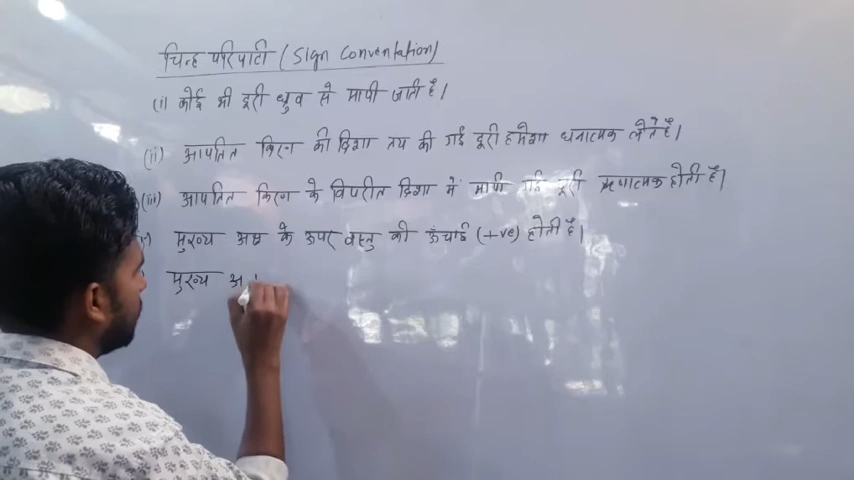 चिन्ह परिपाटी (Sign Conventation)
(i) कोई भी दूरी ध्रुव से मापी जाती है।
(ii) आपतित किरण की दिशा तय की गई दूरी हमेशा धनात्मक लेते है।
(iii) आपतित किरण के विपरीत दिशा में मापी गई दूरी ऋणात्मक होती है।
मुख्य अक्ष के ऊपर वस्तु की ऊँचाई (+ve) होती है।
मुख्य